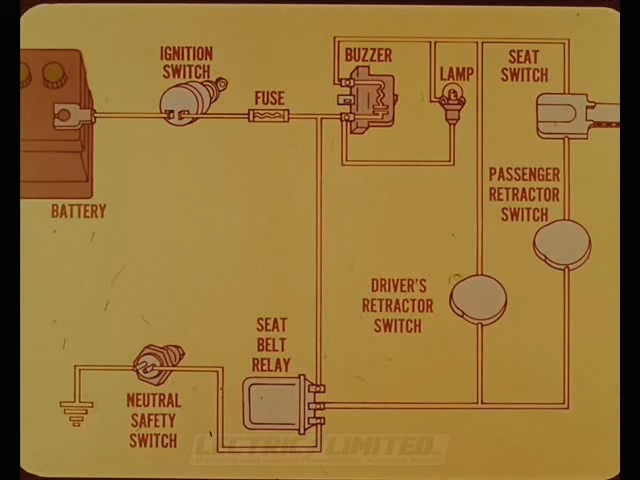 IGNITION
SWITCH
FUSE
BUZZER
LAMP
SEAT
SWITCH
BATTERY
PASSENGER
RETRACTOR
SWITCH
DRIVER'S
RETRACTOR
SWITCH
SEAT
BELT
RELAY
NEUTRAL
SAFETY
SWITCH
LECTRIC LIMITED